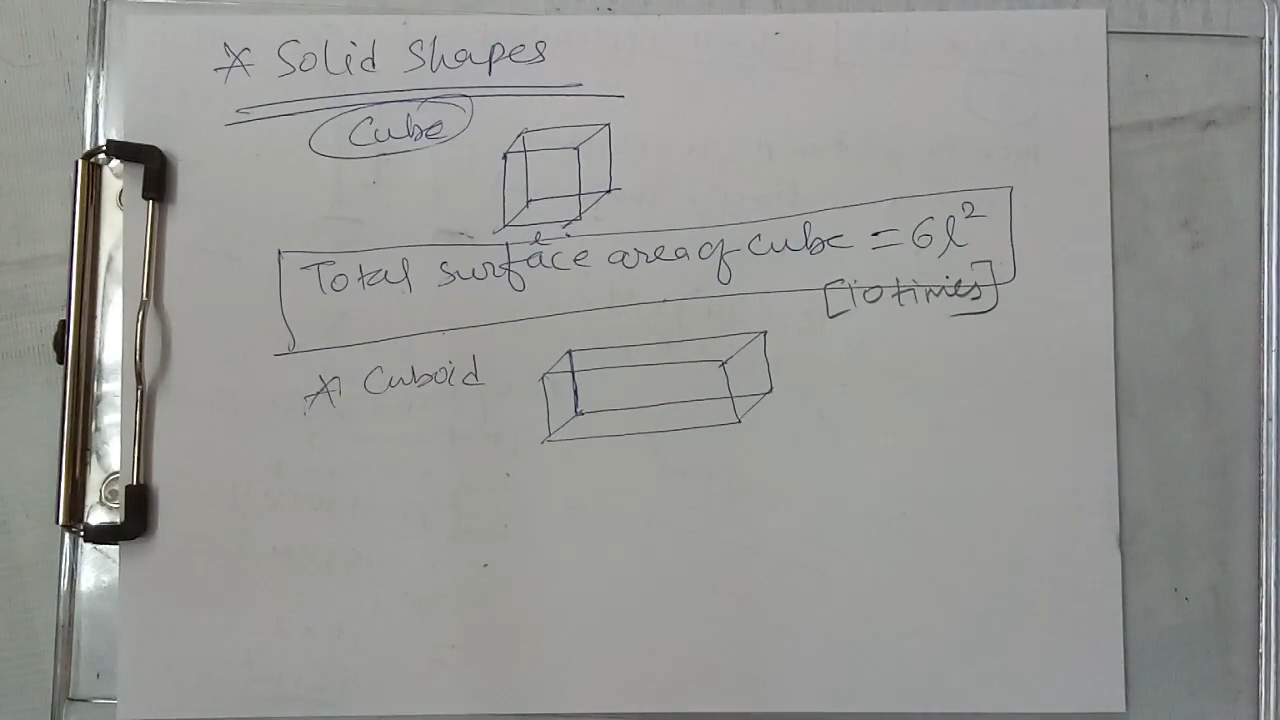 * Solid Shapes
Cube
l
Total surface area of cube = 6l²
[10 times]
* Cuboid